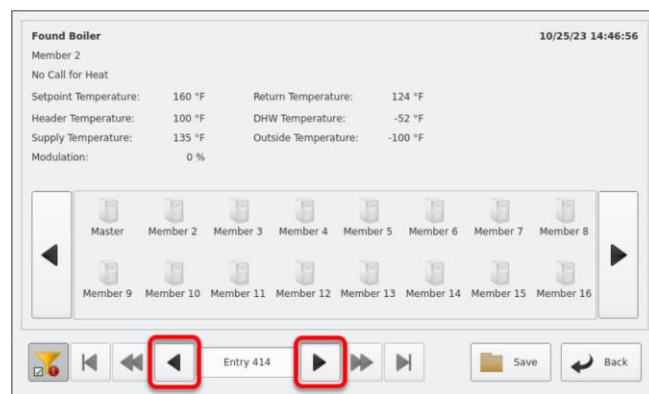 Found Boiler 10/25/23 14:46:56
Member 2
No Call for Heat
Setpoint Temperature: 160 °F Return Temperature: 124 °F
Header Temperature: 100 °F DHW Temperature: -52 °F
Supply Temperature: 135 °F Outside Temperature: -100 °F
Modulation: 0 %
Master Member 2 Member 3 Member 4 Member 5 Member 6 Member 7 Member 8
Member 9 Member 10 Member 11 Member 12 Member 13 Member 14 Member 15 Member 16
Entry 414 Save Back